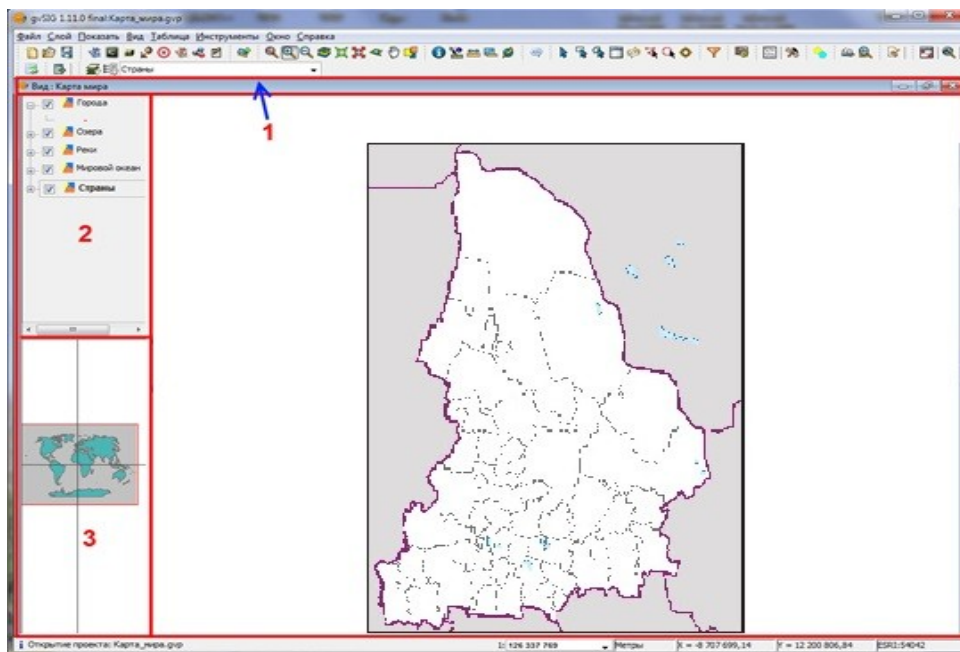 gvSIG 1.11.0 final:Карта_мира.gvp
Файл Слой Показать Вид Таблица Инструменты Окно Справка
Страны
Вид : Карта мира
1
Города
Озера
Реки
Мировой океан
Страны
2
3
Открытие проекта: Карта_мира.gvp
1: 126 337 769
Метры
X = -8 707 699,14
Y = 12 200 806,84
ESRI:54042